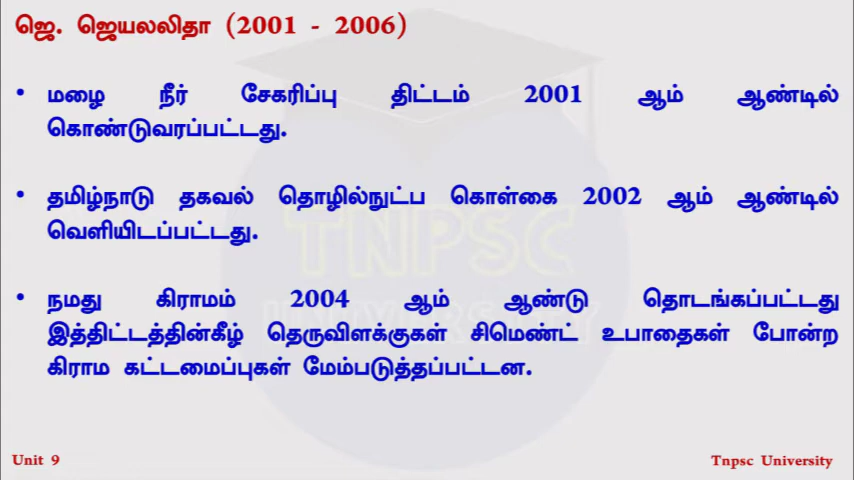 ஜெ. ஜெயலலிதா (2001 - 2006)
• மழை நீர் சேகரிப்பு திட்டம் 2001 ஆம் ஆண்டில்
கொண்டுவரப்பட்டது.
• தமிழ்நாடு தகவல் தொழில்நுட்ப கொள்கை 2002 ஆம் ஆண்டில்
வெளியிடப்பட்டது.
• நமது கிராமம் 2004 ஆம் ஆண்டு தொடங்கப்பட்டது
இத்திட்டத்தின்கீழ் தெருவிளக்குகள் சிமெண்ட் உபாதைகள் போன்ற
கிராம கட்டமைப்புகள் மேம்படுத்தப்பட்டன.
TNPSC
UNIVERSITY
Unit 9 Tnpsc University